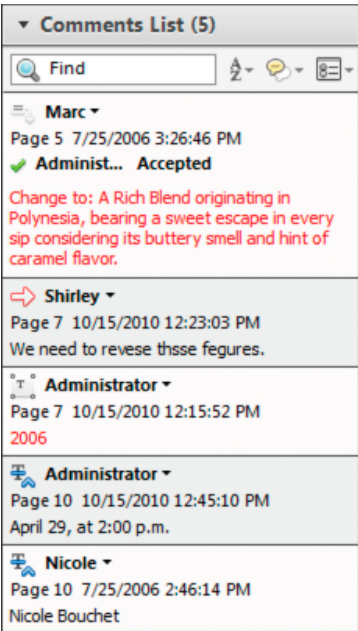 Comments List (5)
Find
Marc
Page 5 7/25/2006 3:26:46 PM
Administ... Accepted
Change to: A Rich Blend originating in
Polynesia, bearing a sweet escape in every
sip considering its buttery smell and hint of
caramel flavor.
Shirley
Page 7 10/15/2010 12:23:03 PM
We need to revese thsse fegures.
T Administrator
Page 7 10/15/2010 12:15:52 PM
2006
Administrator
Page 10 10/15/2010 12:45:10 PM
April 29, at 2:00 p.m.
Nicole
Page 10 7/25/2006 2:46:14 PM
Nicole Bouchet